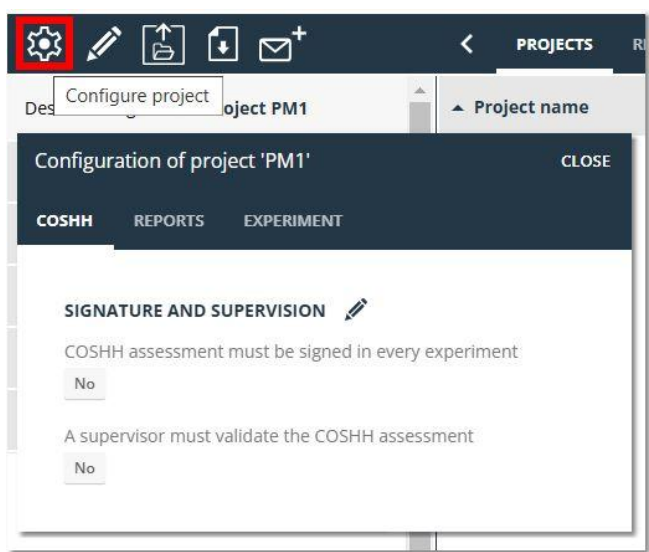 PROJECTS
Configure project
Des oject PM1
Project name
Configuration of project 'PM1' CLOSE
COSHH REPORTS EXPERIMENT
SIGNATURE AND SUPERVISION
COSHH assessment must be signed in every experiment
No
A supervisor must validate the COSHH assessment
No